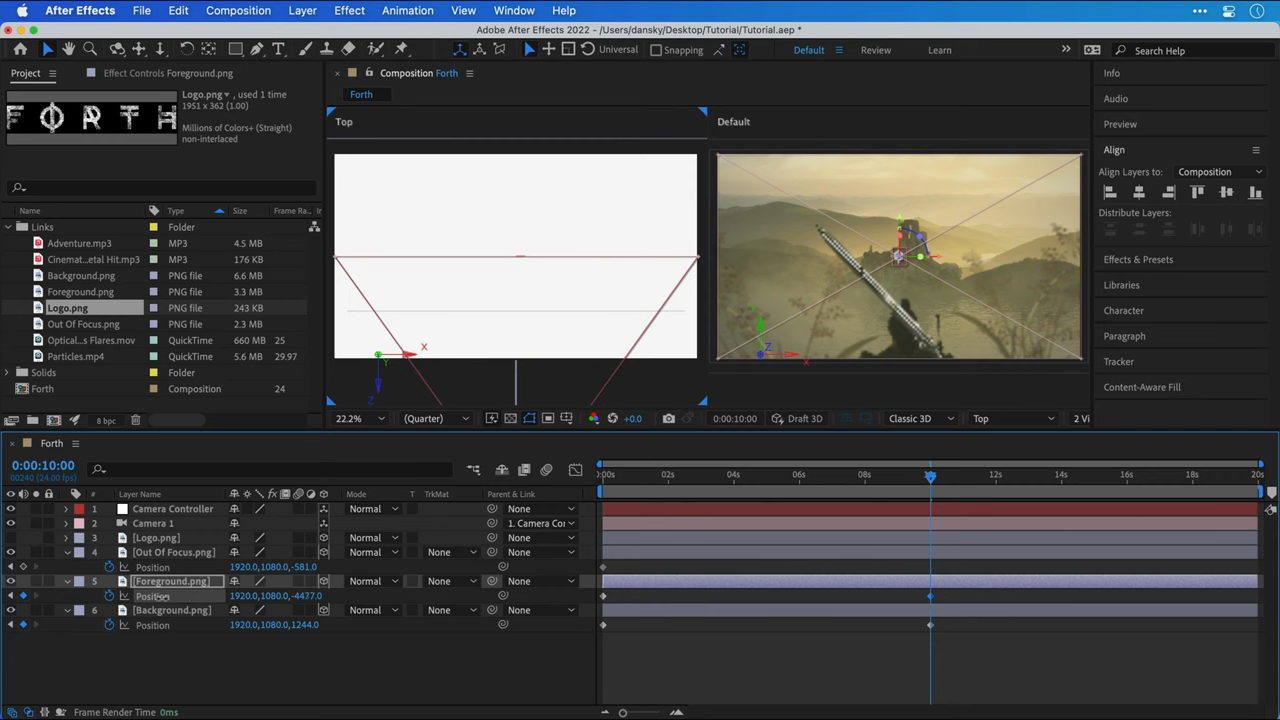 After Effects File Edit Composition Layer Effect Animation View Window Help
Adobe After Effects 2022 - /Users/dansky/Desktop/Tutorial/Tutorial.aep *
Universal Snapping Default Review Learn Search Help
Project Effect Controls Foreground.png
Composition Forth
Info
Logo.png , used 1 time
1951 x 362 (1.00)
Millions of Colors+ (Straight)
non-interlaced
FORTH
Forth
Audio
Top
Default
Preview
Align
Align Layers to: Composition
Distribute Layers:
Name Type Size Frame Ra
Links Folder
Adventure.mp3 MP3 4.5 MB
Cinemat...etal Hit.mp3 MP3 176 KB
Background.png PNG file 6.6 MB
Foreground.png PNG file 3.3 MB
Logo.png PNG file 243 KB
Out Of Focus.png PNG file 2.3 MB
Optical...s Flares.mov QuickTime 660 MB 25
Particles.mp4 QuickTime 5.6 MB 29.97
Solids Folder
Forth Composition 24
X
Y
Z
Z
X
Effects & Presets
Libraries
Character
Paragraph
Tracker
Content-Aware Fill
8 bpc
22.2% (Quarter) +0.0 0:00:10:00 Draft 3D Classic 3D Top 2 Vi
Forth
0:00:10:00
00240 (24.00 fps)
:00s 02s 04s 06s 08s 12s 14s 16s 18s 20s
# Layer Name Mode T TrkMat Parent & Link
1 Camera Controller Normal None
2 Camera 1 1. Camera Cor
3 [Logo.png] Normal None
4 [Out Of Focus.png] Normal None None
Position 1920.0,1080.0,-581.0
5 [Foreground.png] Normal None None
Position 1920.0,1080.0,-4477.0
6 [Background.png] Normal None None
Position 1920.0,1080.0,1244.0
Frame Render Time 0ms